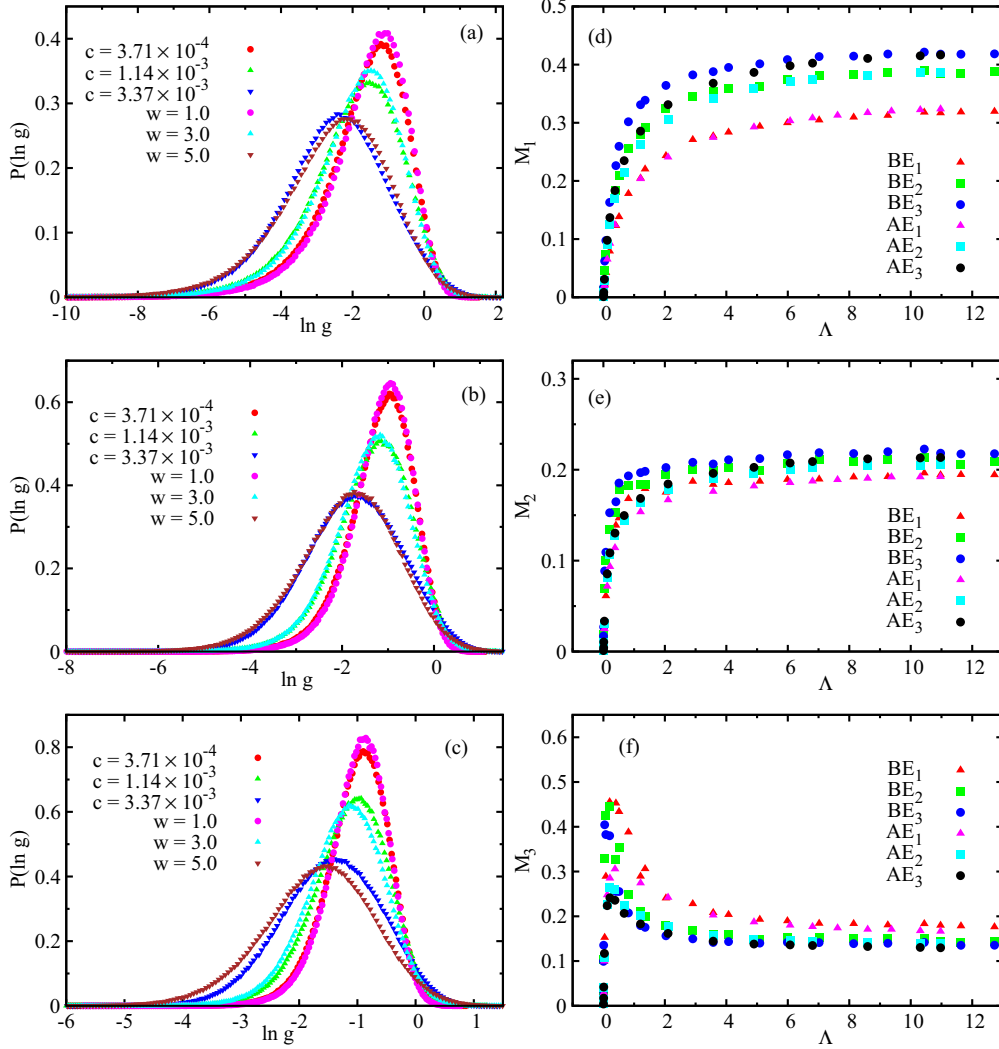 (a)
c = 3.71 × 10⁻⁴
c = 1.14 × 10⁻³
c = 3.37 × 10⁻³
w = 1.0
w = 3.0
w = 5.0
P(ln g)
0.4
0.3
0.2
0.1
0
-10 -8 -6 -4 -2 0 2
ln g
(d)
M₁
0.5
0.4
0.3
0.2
0.1
0
BE₁
BE₂
BE₃
AE₁
AE₂
AE₃
0 2 4 6 8 10 12
Λ
(b)
c = 3.71 × 10⁻⁴
c = 1.14 × 10⁻³
c = 3.37 × 10⁻³
w = 1.0
w = 3.0
w = 5.0
P(ln g)
0.6
0.4
0.2
0
-8 -6 -4 -2 0
ln g
(e)
M₂
0.3
0.2
0.1
0
BE₁
BE₂
BE₃
AE₁
AE₂
AE₃
0 2 4 6 8 10 12
Λ
(c)
c = 3.71 × 10⁻⁴
c = 1.14 × 10⁻³
c = 3.37 × 10⁻³
w = 1.0
w = 3.0
w = 5.0
P(ln g)
0.8
0.6
0.4
0.2
0
-6 -5 -4 -3 -2 -1 0 1
ln g
(f)
M₃
0.6
0.5
0.4
0.3
0.2
0.1
0
BE₁
BE₂
BE₃
AE₁
AE₂
AE₃
0 2 4 6 8 10 12
Λ